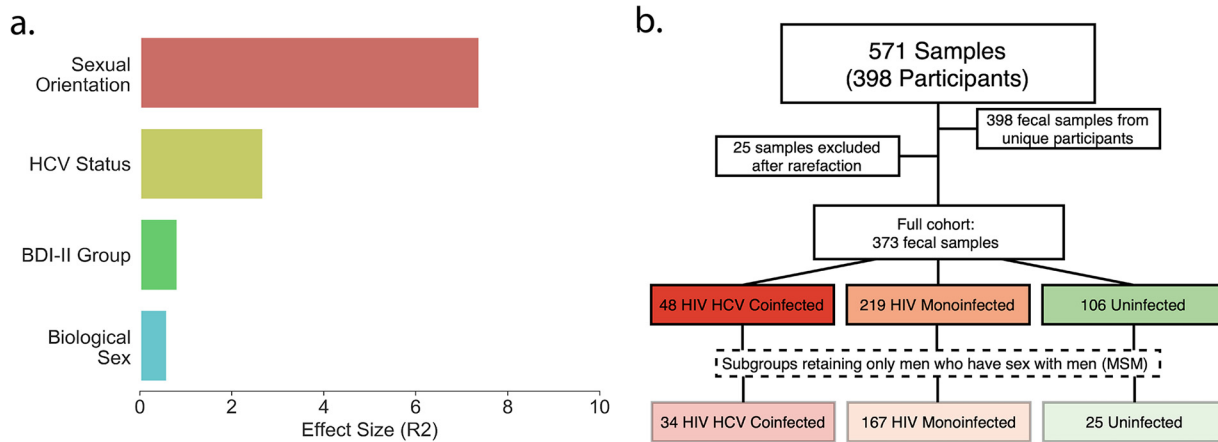 a.
Sexual
Orientation
HCV Status
BDI-II Group
Biological
Sex
0 2 4 6 8 10
Effect Size (R2)
b.
571 Samples
(398 Participants)
398 fecal samples from
unique participants
25 samples excluded
after rarefaction
Full cohort:
373 fecal samples
48 HIV HCV Coinfected 219 HIV Monoinfected 106 Uninfected
Subgroups retaining only men who have sex with men (MSM)
34 HIV HCV Coinfected 167 HIV Monoinfected 25 Uninfected